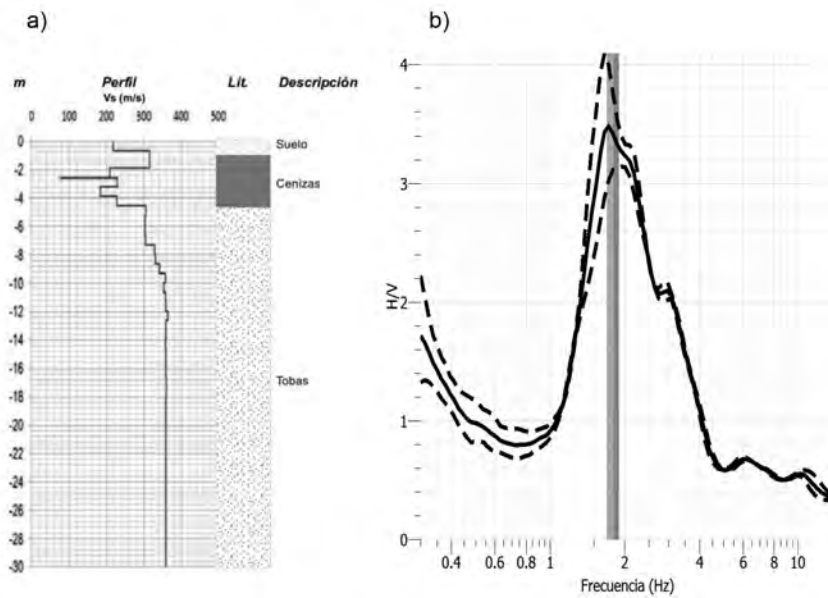 a)
m Perfil Lit. Descripción
Vs (m/s)
0 100 200 300 400 500
0
-2
-4
-6
-8
-10
-12
-14
-16
-18
-20
-22
-24
-26
-28
-30
Suelo
Cenizas
Tobas
b)
H/V
4
3
2
1
0
0.4 0.6 0.8 1 2 4 6 8 10
Frecuencia (Hz)